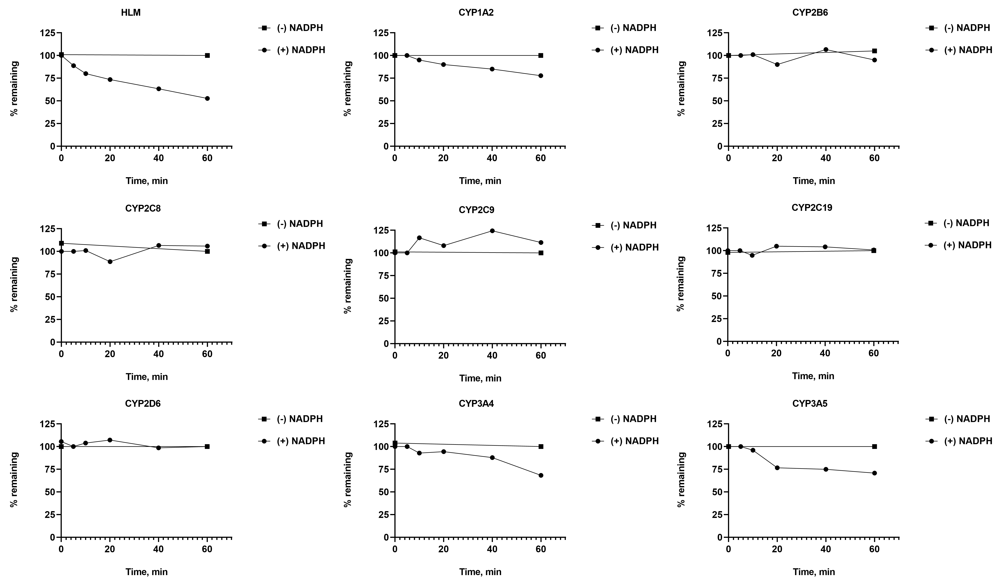 HLM
(-) NADPH
(+) NADPH
125
100
75
50
25
0
% remaining
0 20 40 60
Time, min
CYP1A2
(-) NADPH
(+) NADPH
125
100
75
50
25
0
% remaining
0 20 40 60
Time, min
CYP2B6
(-) NADPH
(+) NADPH
125
100
75
50
25
0
% remaining
0 20 40 60
Time, min
CYP2C8
(-) NADPH
(+) NADPH
125
100
75
50
25
0
% remaining
0 20 40 60
Time, min
CYP2C9
(-) NADPH
(+) NADPH
125
100
75
50
25
0
% remaining
0 20 40 60
Time, min
CYP2C19
(-) NADPH
(+) NADPH
125
100
75
50
25
0
% remaining
0 20 40 60
Time, min
CYP2D6
(-) NADPH
(+) NADPH
125
100
75
50
25
0
% remaining
0 20 40 60
Time, min
CYP3A4
(-) NADPH
(+) NADPH
125
100
75
50
25
0
% remaining
0 20 40 60
Time, min
CYP3A5
(-) NADPH
(+) NADPH
125
100
75
50
25
0
% remaining
0 20 40 60
Time, min